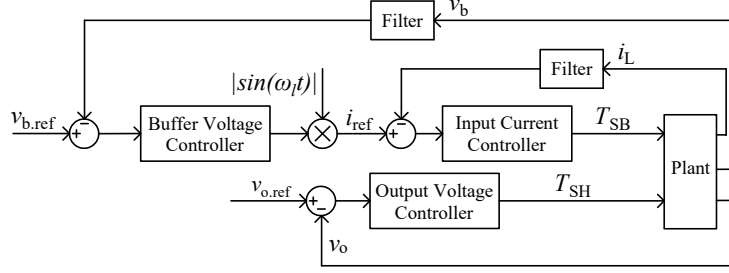 Filter
v_b
|sin(ω_l t)|
Filter
i_L
v_b.ref
+
−
Buffer Voltage
Controller
×
i_ref
+
−
Input Current
Controller
T_SB
Plant
v_o.ref
+
−
Output Voltage
Controller
T_SH
v_o